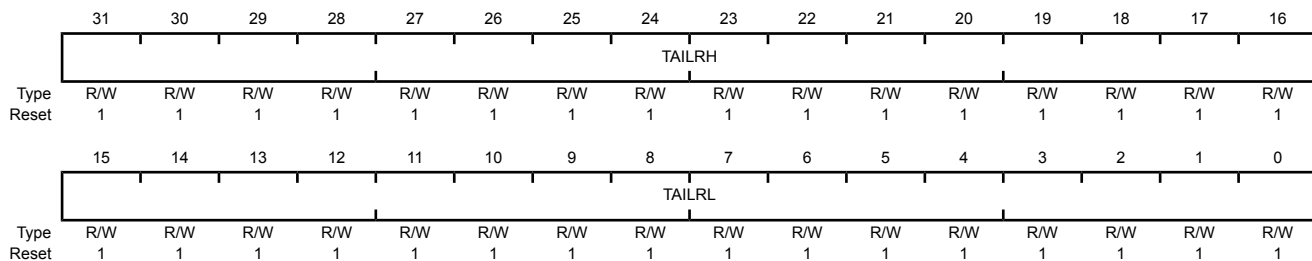 31 30 29 28 27 26 25 24 23 22 21 20 19 18 17 16
TAILRH
Type R/W R/W R/W R/W R/W R/W R/W R/W R/W R/W R/W R/W R/W R/W R/W R/W
Reset 1 1 1 1 1 1 1 1 1 1 1 1 1 1 1 1
15 14 13 12 11 10 9 8 7 6 5 4 3 2 1 0
TAILRL
Type R/W R/W R/W R/W R/W R/W R/W R/W R/W R/W R/W R/W R/W R/W R/W R/W
Reset 1 1 1 1 1 1 1 1 1 1 1 1 1 1 1 1